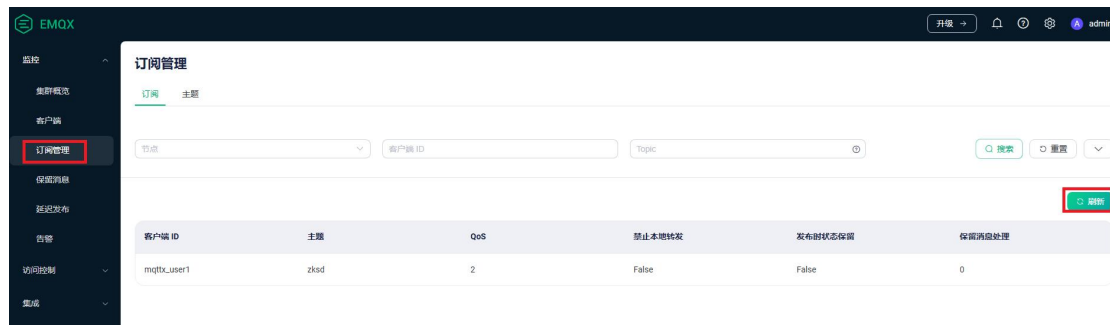 EMQX
升级 →
A admin
监控
集群概览
客户端
订阅管理
保留消息
延迟发布
告警
访问控制
集成
订阅管理
订阅 主题
节点 客户端 ID Topic 搜索 重置
刷新
客户端 ID 主题 QoS 禁止本地转发 发布时状态保留 保留消息处理
mqttx_user1 zksd 2 False False 0